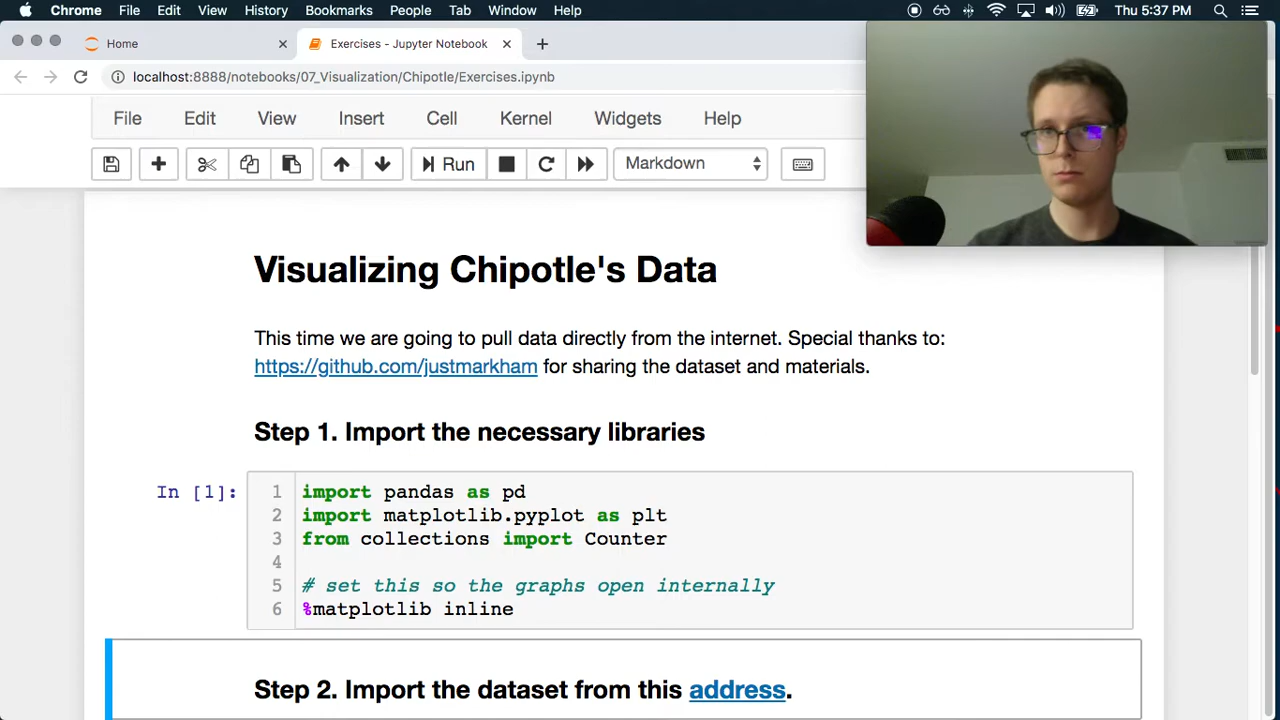 Chrome File Edit View History Bookmarks People Tab Window Help Thu 5:37 PM
Home Exercises - Jupyter Notebook
localhost:8888/notebooks/07_Visualization/Chipotle/Exercises.ipynb
File Edit View Insert Cell Kernel Widgets Help
Run Markdown
Visualizing Chipotle's Data
This time we are going to pull data directly from the internet. Special thanks to:
https://github.com/justmarkham for sharing the dataset and materials.
Step 1. Import the necessary libraries
In [1]: 1 import pandas as pd
2 import matplotlib.pyplot as plt
3 from collections import Counter
4
5 # set this so the graphs open internally
6 %matplotlib inline
Step 2. Import the dataset from this address.